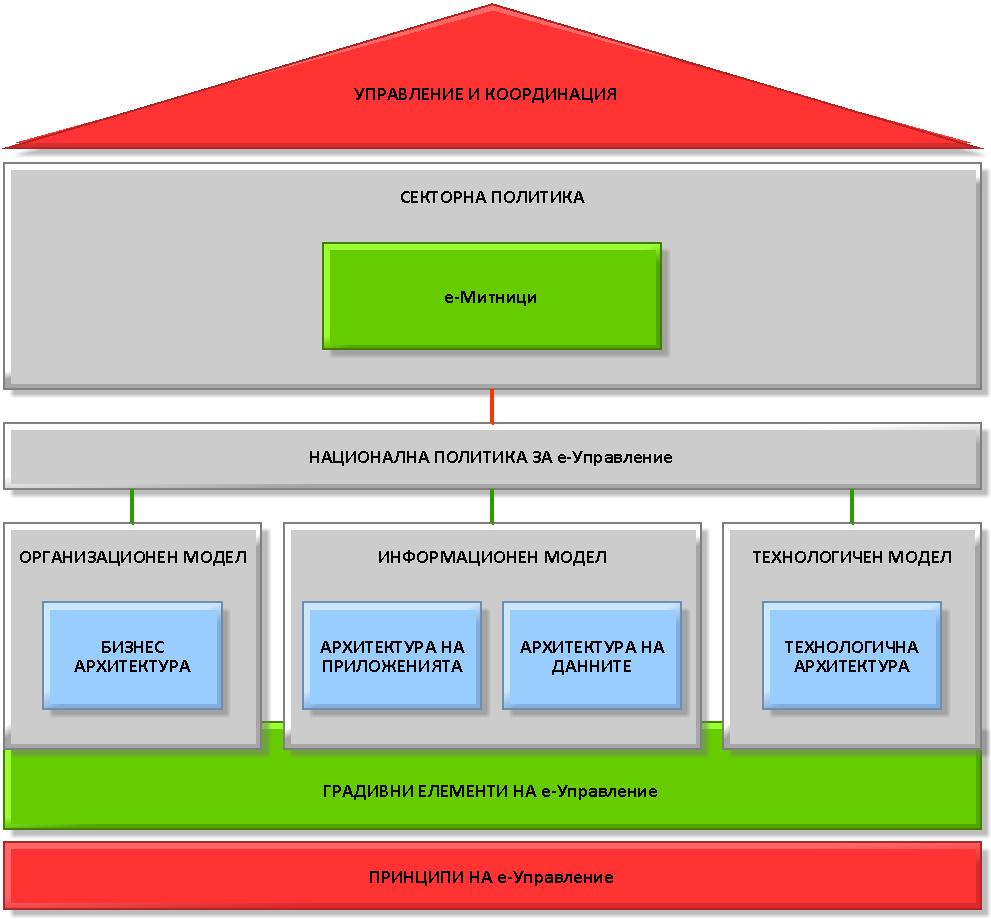 УПРАВЛЕНИЕ И КООРДИНАЦИЯ
СЕКТОРНА ПОЛИТИКА
е-Митници
НАЦИОНАЛНА ПОЛИТИКА ЗА е-Управление
ОРГАНИЗАЦИОНЕН МОДЕЛ
БИЗНЕС
АРХИТЕКТУРА
ИНФОРМАЦИОНЕН МОДЕЛ
АРХИТЕКТУРА НА
ПРИЛОЖЕНИЯТА
АРХИТЕКТУРА НА
ДАННИТЕ
ТЕХНОЛОГИЧЕН МОДЕЛ
ТЕХНОЛОГИЧНА
АРХИТЕКТУРА
ГРАДИВНИ ЕЛЕМЕНТИ НА е-Управление
ПРИНЦИПИ НА е-Управление